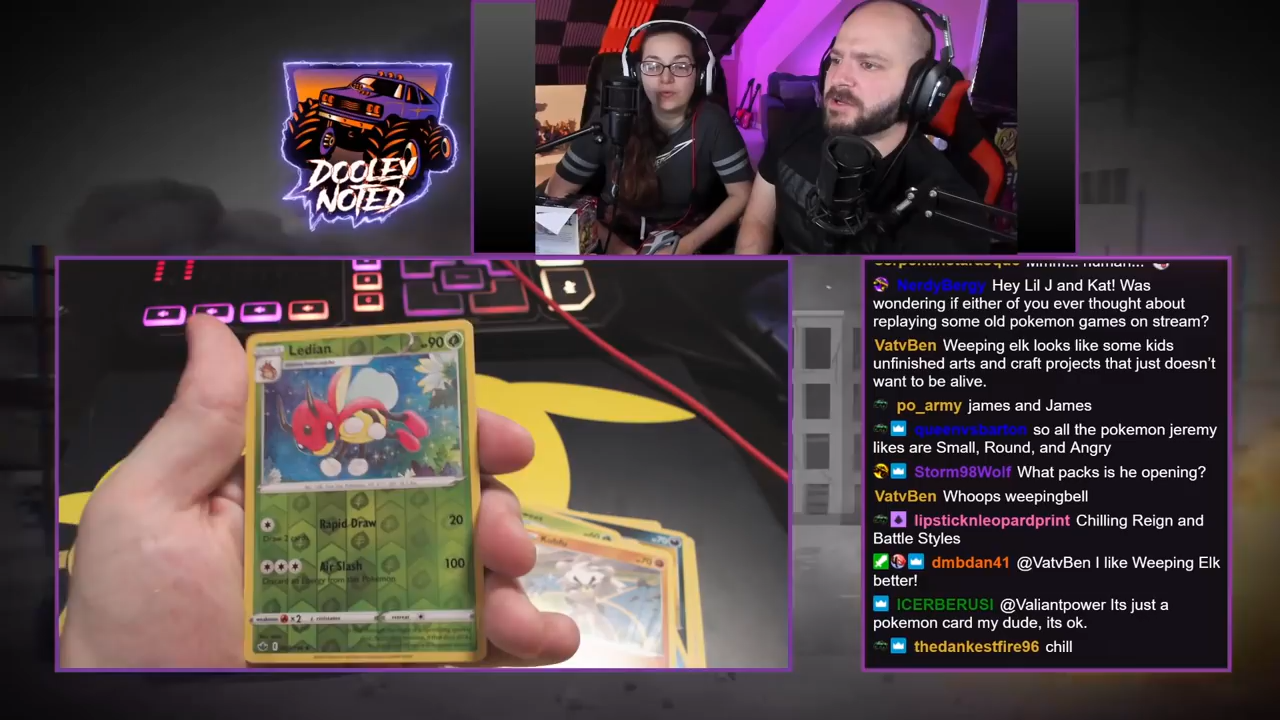 DOOLEY
NOTED
NerdyBergy Hey Lil J and Kat! Was
wondering if either of you ever thought about
replaying some old pokemon games on stream?
VatvBen Weeping elk looks like some kids
unfinished arts and craft projects that just doesn't
want to be alive.
po_army james and James
queenvsbarton so all the pokemon jeremy
likes are Small, Round, and Angry
Storm98Wolf What packs is he opening?
VatvBen Whoops weepingbell
lipsticknleopardprint Chilling Reign and
Battle Styles
dmbdan41 @VatvBen I like Weeping Elk
better!
ICERBERUSI @Valiantpower Its just a
pokemon card my dude, its ok.
thedankestfire96 chill
Ledian 90
Rapid Draw 20
Air Slash 100
x2
70
70